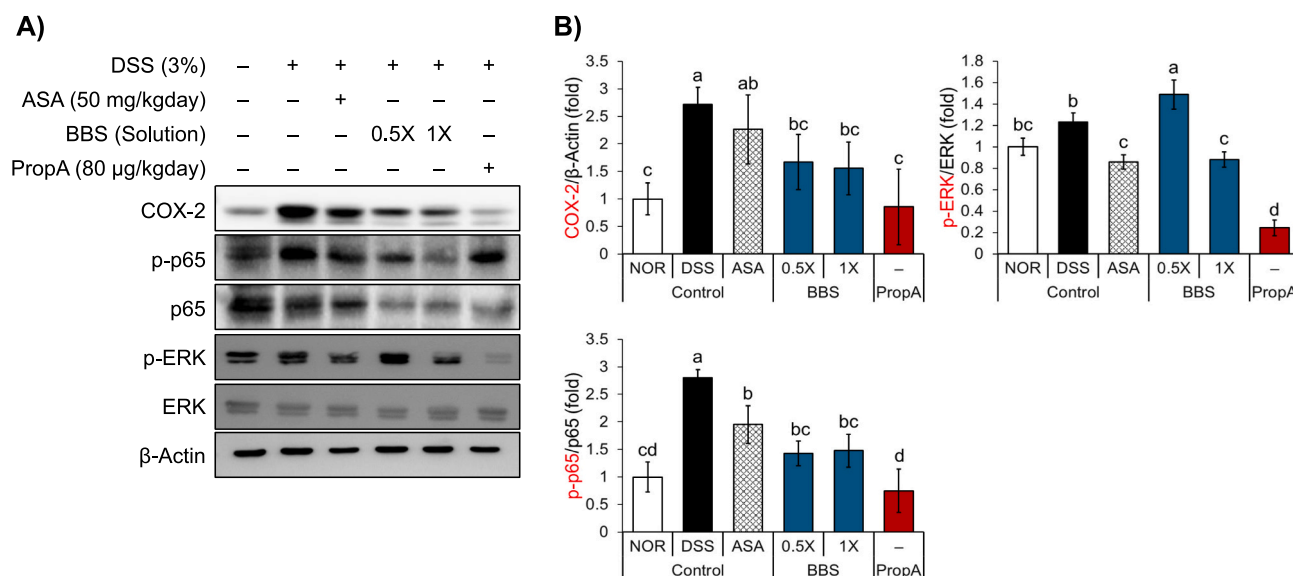 A)
DSS (3%) – + + + + +
ASA (50 mg/kgday) – – + – – –
BBS (Solution) – – – 0.5X 1X –
PropA (80 µg/kgday) – – – – – +
COX-2
p-p65
p65
p-ERK
ERK
β-Actin
B)
COX-2/β-Actin (fold)
3.5
3
2.5
2
1.5
1
0.5
0
c a ab bc bc c
NOR DSS ASA 0.5X 1X –
Control BBS PropA
p-ERK/ERK (fold)
1.8
1.6
1.4
1.2
1
0.8
0.6
0.4
0.2
0
bc b c a c d
NOR DSS ASA 0.5X 1X –
Control BBS PropA
p-p65/p65 (fold)
3.5
3
2.5
2
1.5
1
0.5
0
cd a b bc bc d
NOR DSS ASA 0.5X 1X –
Control BBS PropA